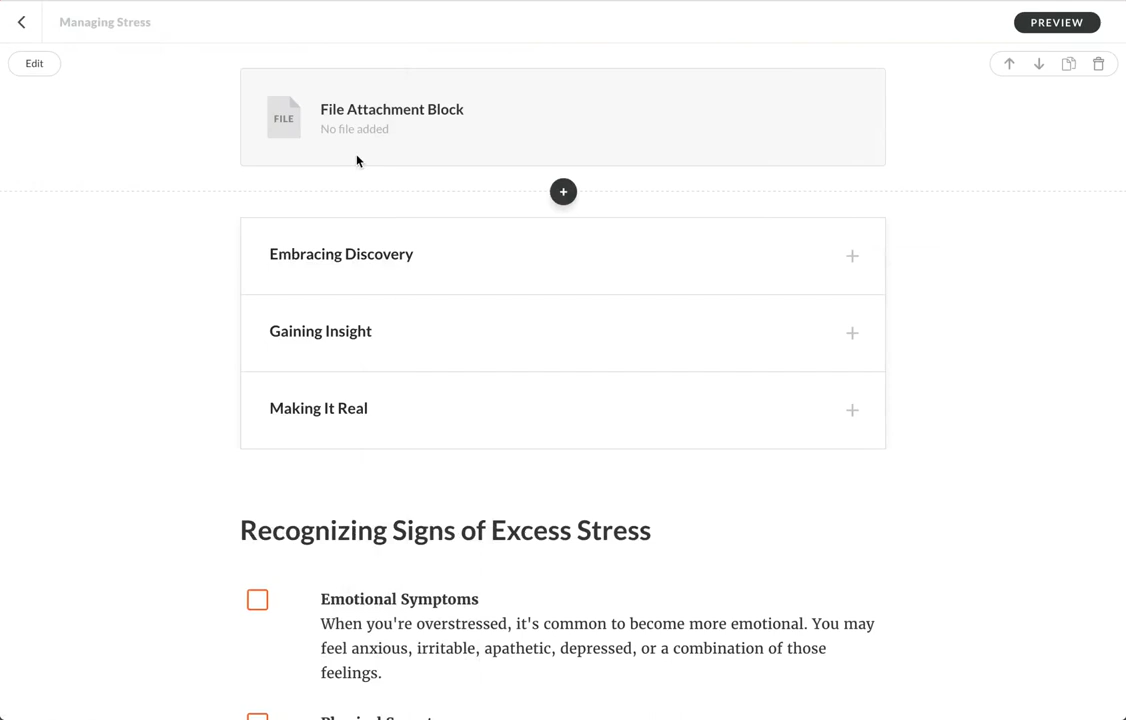 Managing Stress
PREVIEW
Edit
FILE
File Attachment Block
No file added
Embracing Discovery
Gaining Insight
Making It Real
Recognizing Signs of Excess Stress
Emotional Symptoms
When you're overstressed, it's common to become more emotional. You may
feel anxious, irritable, apathetic, depressed, or a combination of those
feelings.